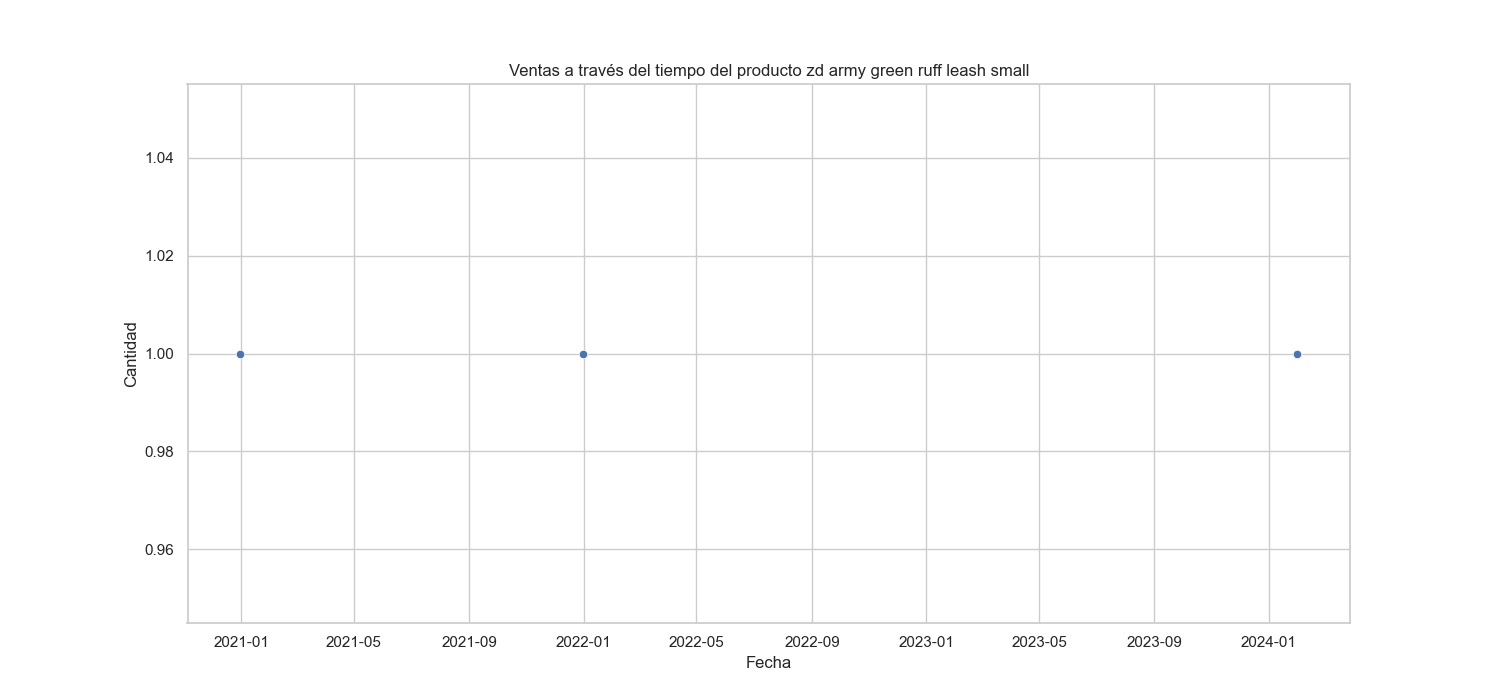 Ventas a través del tiempo del producto zd army green ruff leash small
1.04
1.02
1.00
0.98
0.96
Cantidad
2021-01 2021-05 2021-09 2022-01 2022-05 2022-09 2023-01 2023-05 2023-09 2024-01
Fecha